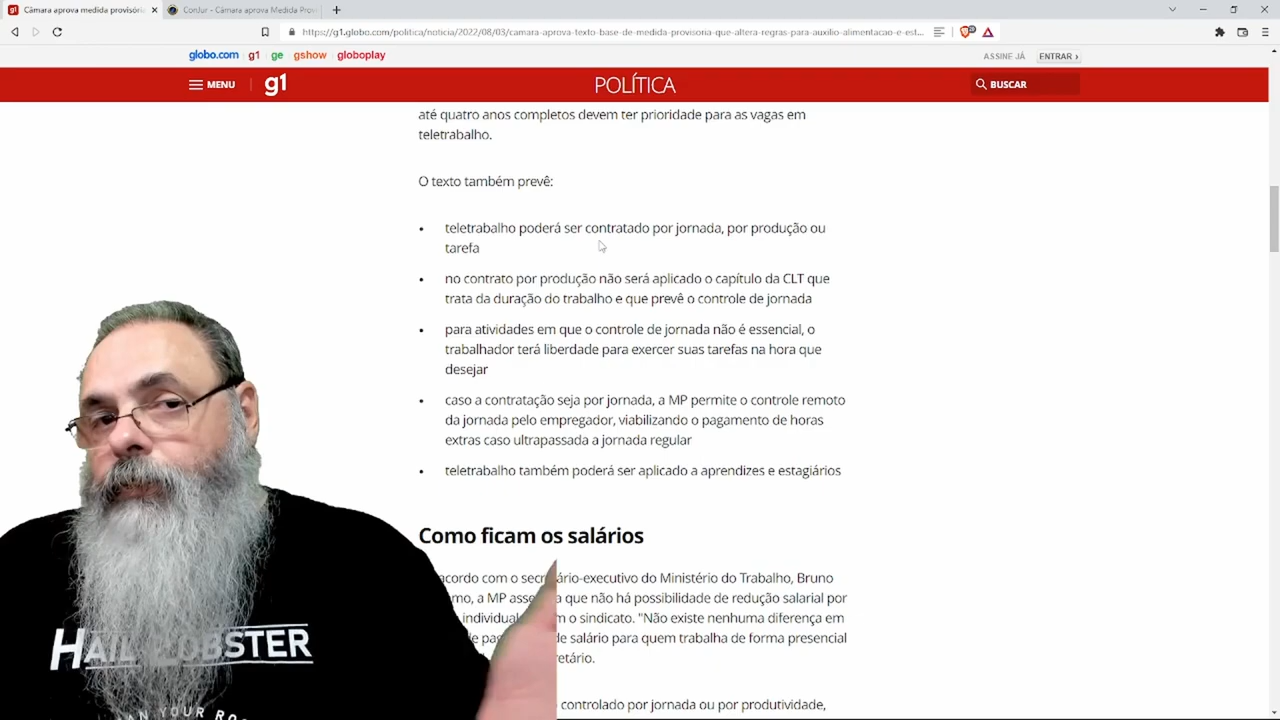 Câmara aprova medida provisóri
ConJur - Câmara aprova Medida Provi
https://g1.globo.com/politica/noticia/2022/08/03/camara-aprova-texto-base-de-medida-provisoria-que-altera-regras-para-auxilio-alimentacao-e-est...
globo.com g1 ge gshow globoplay
ASSINE JÁ ENTRAR ›
MENU g1 POLÍTICA BUSCAR
até quatro anos completos devem ter prioridade para as vagas em
teletrabalho.
O texto também prevê:
• teletrabalho poderá ser contratado por jornada, por produção ou
tarefa
• no contrato por produção não será aplicado o capítulo da CLT que
trata da duração do trabalho e que prevê o controle de jornada
• para atividades em que o controle de jornada não é essencial, o
trabalhador terá liberdade para exercer suas tarefas na hora que
desejar
• caso a contratação seja por jornada, a MP permite o controle remoto
da jornada pelo empregador, viabilizando o pagamento de horas
extras caso ultrapassada a jornada regular
• teletrabalho também poderá ser aplicado a aprendizes e estagiários
Como ficam os salários
acordo com o secretário-executivo do Ministério do Trabalho, Bruno
a MP que não há possibilidade de redução salarial por
individual o sindicato. "Não existe nenhuma diferença em
de salário para quem trabalha de forma presencial
controlado por jornada ou por produtividade,
HAIL LOBSTER
YOUR